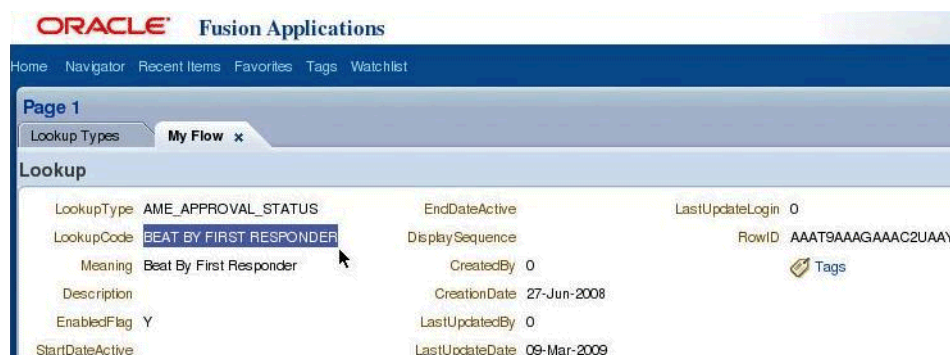 ORACLE Fusion Applications
Home Navigator Recent Items Favorites Tags Watchlist
Page 1
Lookup Types My Flow x
Lookup
LookupType AME_APPROVAL_STATUS EndDateActive LastUpdateLogin 0
LookupCode BEAT BY FIRST RESPONDER DisplaySequence RowID AAAT9AAAGAAAC2UAAY
Meaning Beat By First Responder CreatedBy 0 Tags
Description CreationDate 27-Jun-2008
EnabledFlag Y LastUpdatedBy 0
StartDateActive LastUpdateDate 09-Mar-2009